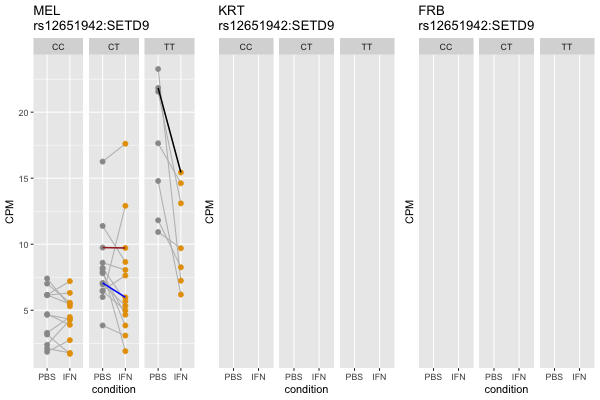 MEL
rs12651942:SETD9
KRT
rs12651942:SETD9
FRB
rs12651942:SETD9
CC CT TT
CC CT TT
CC CT TT
CPM
20
15
10
5
CPM
CPM
PBS IFN PBS IFN PBS IFN
PBS IFN PBS IFN PBS IFN
PBS IFN PBS IFN PBS IFN
condition
condition
condition